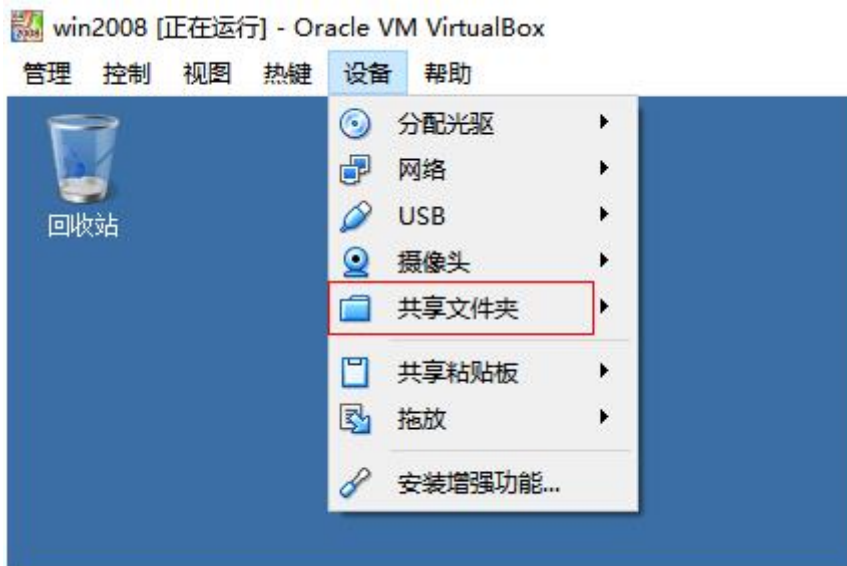 win2008 [正在运行] - Oracle VM VirtualBox
管理 控制 视图 热键 设备 帮助
回收站
分配光驱
网络
USB
摄像头
共享文件夹
共享粘贴板
拖放
安装增强功能...